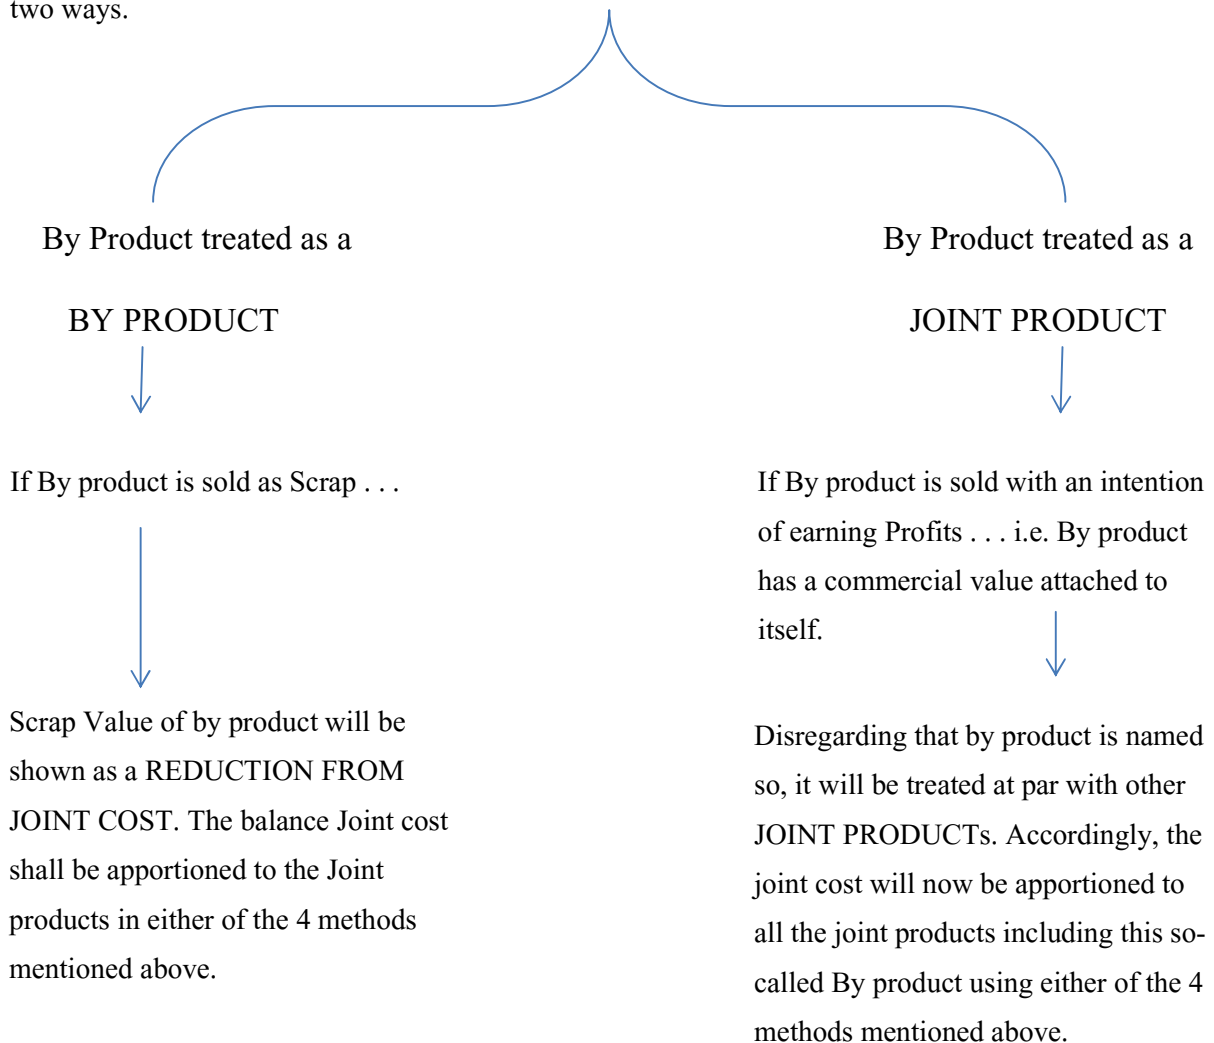 two ways.
By Product treated as a
BY PRODUCT
If By product is sold as Scrap . . .
Scrap Value of by product will be
shown as a REDUCTION FROM
JOINT COST. The balance Joint cost
shall be apportioned to the Joint
products in either of the 4 methods
mentioned above.
By Product treated as a
JOINT PRODUCT
If By product is sold with an intention
of earning Profits . . . i.e. By product
has a commercial value attached to
itself.
Disregarding that by product is named
so, it will be treated at par with other
JOINT PRODUCTs. Accordingly, the
joint cost will now be apportioned to
all the joint products including this so-
called By product using either of the 4
methods mentioned above.